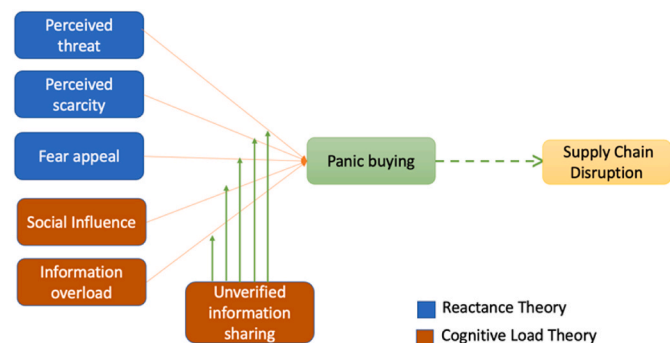 Perceived
threat
Perceived
scarcity
Fear appeal
Social Influence
Information
overload
Unverified
information
sharing
Panic buying
Supply Chain
Disruption
Reactance Theory
Cognitive Load Theory